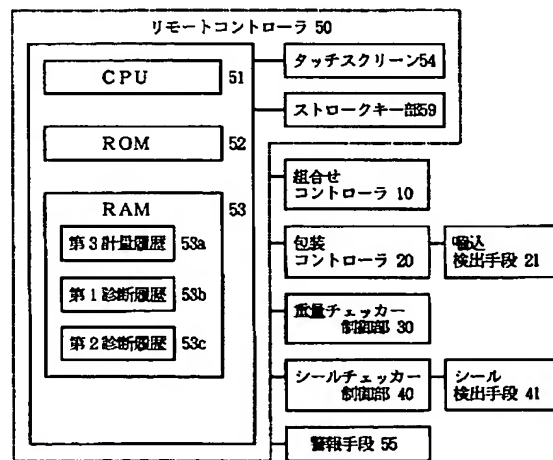 リモートコントローラ 50
CPU 51
ROM 52
RAM 53
第3計量履歴 53a
第1診断履歴 53b
第2診断履歴 53c
タッチスクリーン54
ストロークキー部59
組合せ
コントローラ 10
包装
コントローラ 20
噛込
検出手段 21
重量チェッカー
制御部 30
シールチェッカー
制御部 40
シール
検出手段 41
警報手段 55